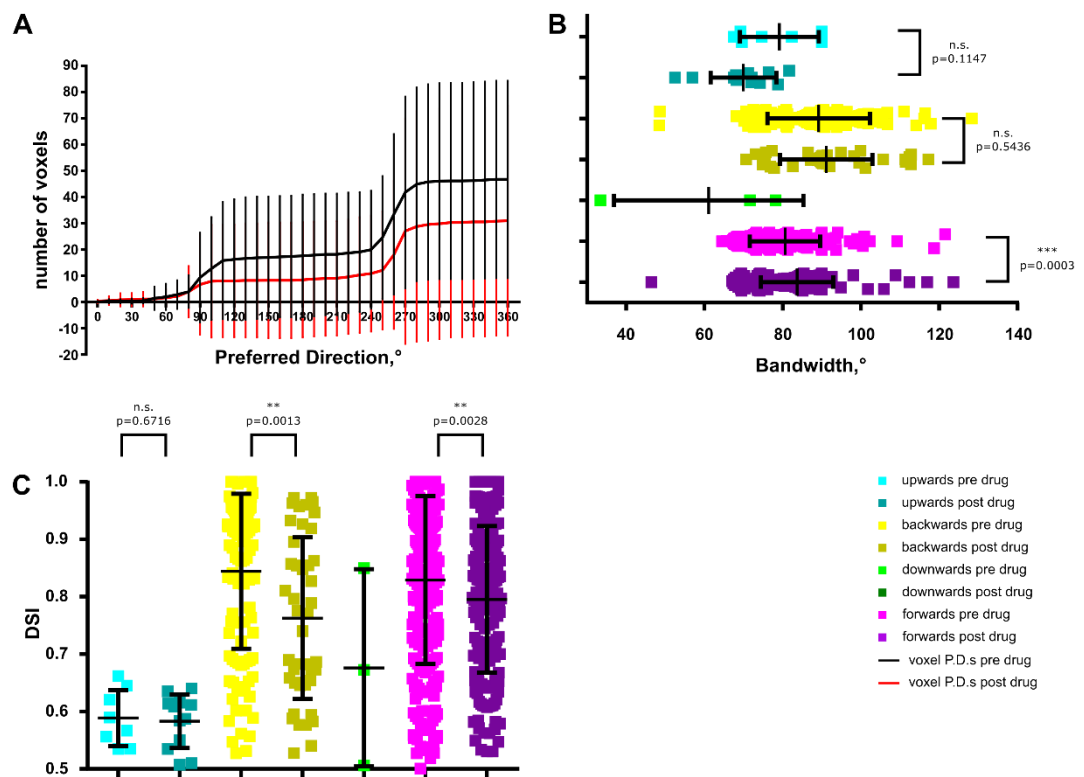 A
90
80
70
60
50
40
30
20
10
0
-10
-20
number of voxels
0 30 60 90 120 150 180 210 240 270 300 330 360
Preferred Direction,°
B
n.s.
p=0.1147
n.s.
p=0.5436
***
p=0.0003
40 60 80 100 120 140
Bandwidth,°
n.s.
p=0.6716
**
p=0.0013
**
p=0.0028
C
1.0
0.9
0.8
0.7
0.6
0.5
DSI
upwards pre drug
upwards post drug
backwards pre drug
backwards post drug
downwards pre drug
downwards post drug
forwards pre drug
forwards post drug
voxel P.D.s pre drug
voxel P.D.s post drug